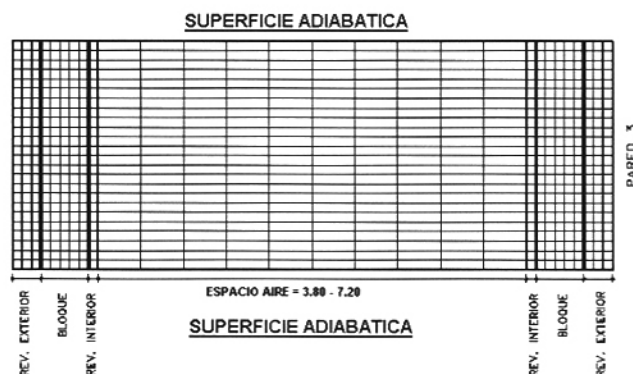 SUPERFICIE ADIABATICA
PARED 3
ESPACIO AIRE = 3.80 - 7.20
SUPERFICIE ADIABATICA
REV. EXTERIOR
BLOQUE
REV. INTERIOR
REV. INTERIOR
BLOQUE
REV. EXTERIOR